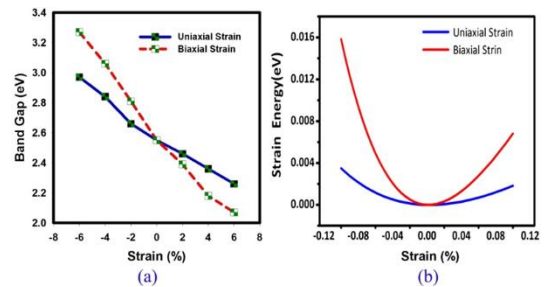 (a)
3.4
3.2
3.0
2.8
2.6
2.4
2.2
2.0
Band Gap (eV)
Uniaxial Strain
Biaxial Strain
-8 -6 -4 -2 0 2 4 6 8
Strain (%)
(a)
(b)
0.016
0.012
0.008
0.004
0.000
Strain Energy(eV)
Uniaxial Strain
Biaxial Strin
-0.12 -0.08 -0.04 0.00 0.04 0.08 0.12
Strain (%)
(b)